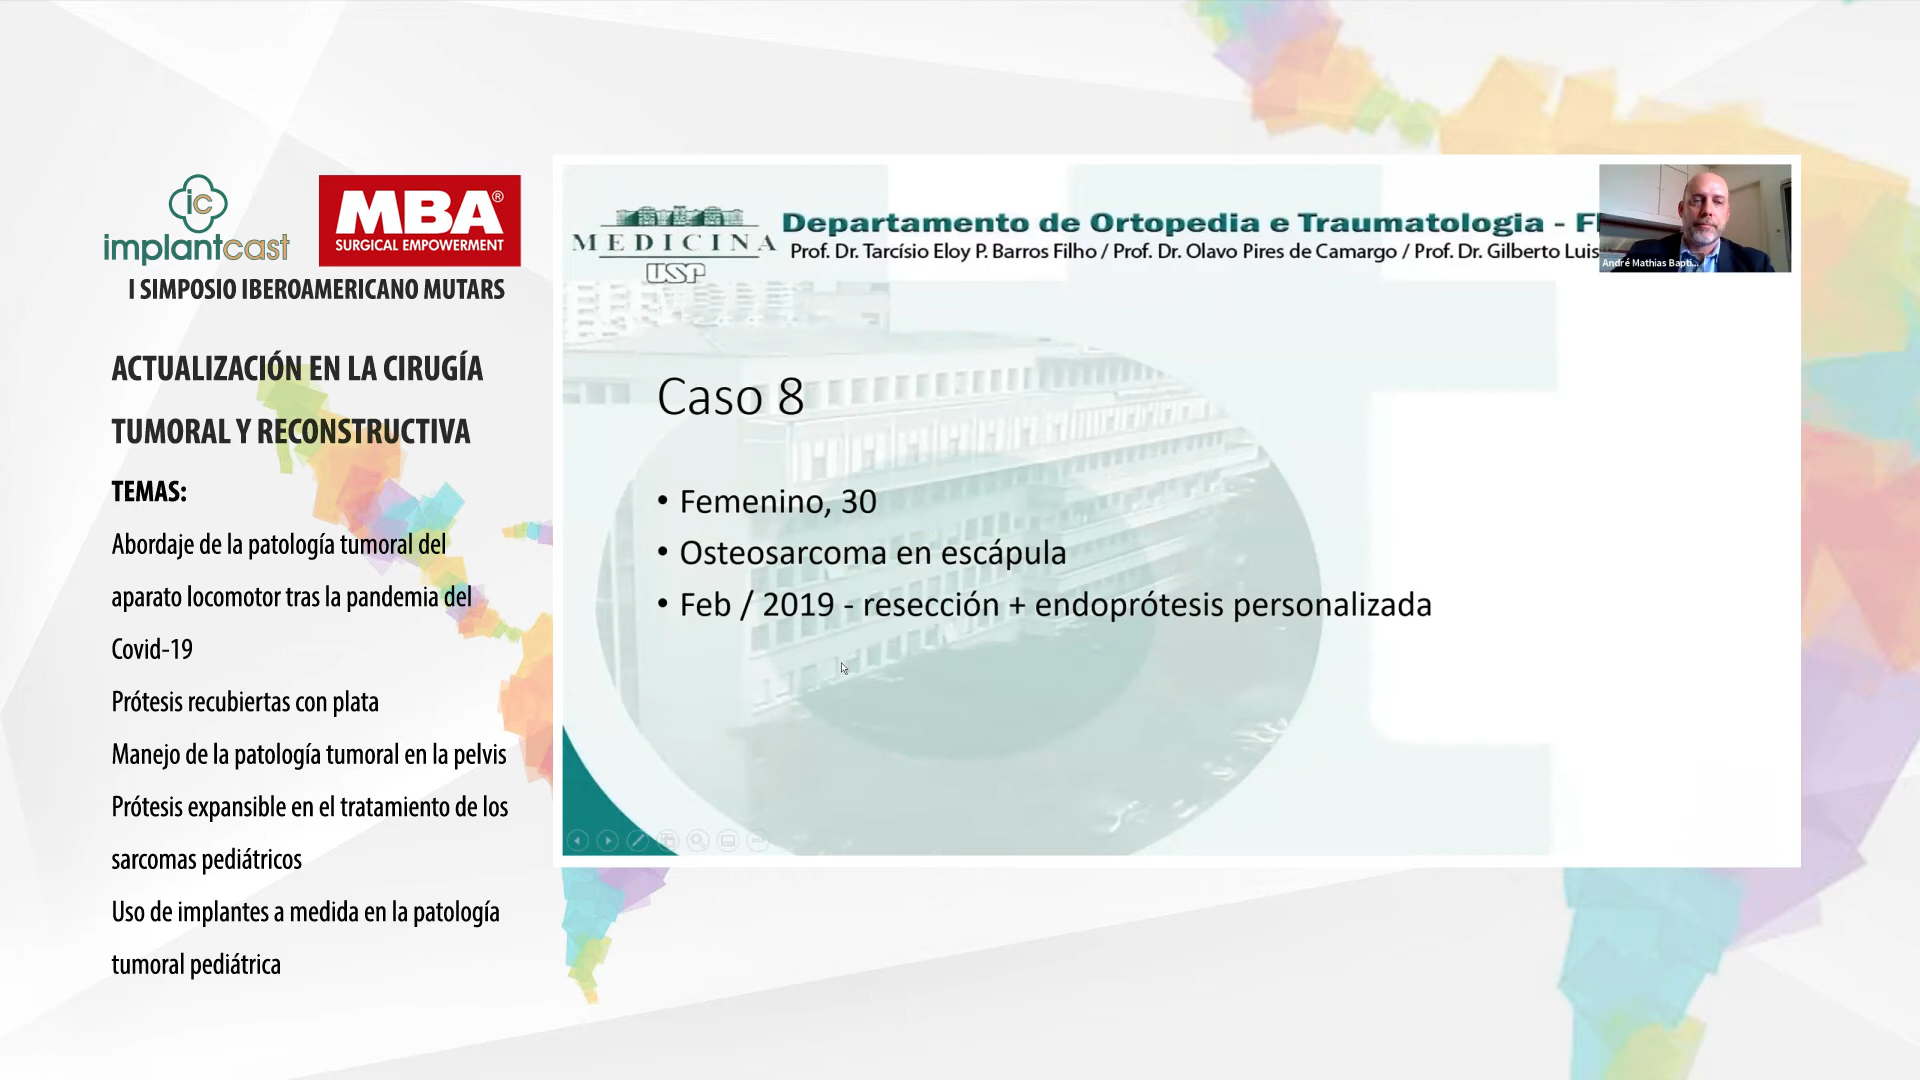 ic
implantcast
MBA®
SURGICAL EMPOWERMENT
I SIMPOSIO IBEROAMERICANO MUTARS
ACTUALIZACIÓN EN LA CIRUGÍA
TUMORAL Y RECONSTRUCTIVA
TEMAS:
Abordaje de la patología tumoral del
aparato locomotor tras la pandemia del
Covid-19
Prótesis recubiertas con plata
Manejo de la patología tumoral en la pelvis
Prótesis expansible en el tratamiento de los
sarcomas pediátricos
Uso de implantes a medida en la patología
tumoral pediátrica
MEDICINA
USP
Departamento de Ortopedia e Traumatologia -
Prof. Dr. Tarcísio Eloy P. Barros Filho / Prof. Dr. Olavo Pires de Camargo / Prof. Dr. Gilberto Luis
André Mathias Bapti...
Caso 8
• Femenino, 30
• Osteosarcoma en escápula
• Feb / 2019 - resección + endoprótesis personalizada